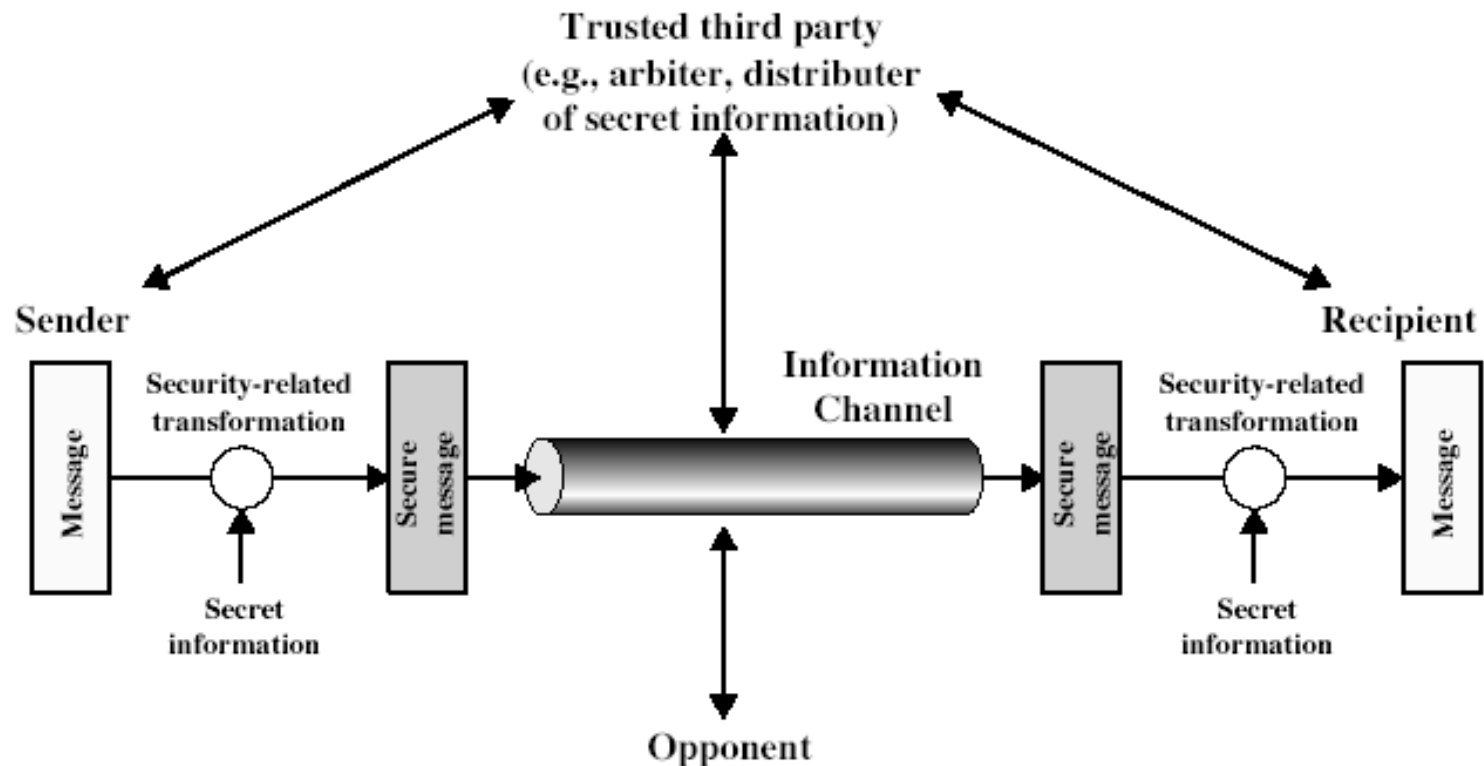 Trusted third party
(e.g., arbiter, distributer
of secret information)
Sender
Recipient
Information
Channel
Security-related
transformation
Security-related
transformation
Message
Secure
message
Secure
message
Message
Secret
information
Secret
information
Opponent